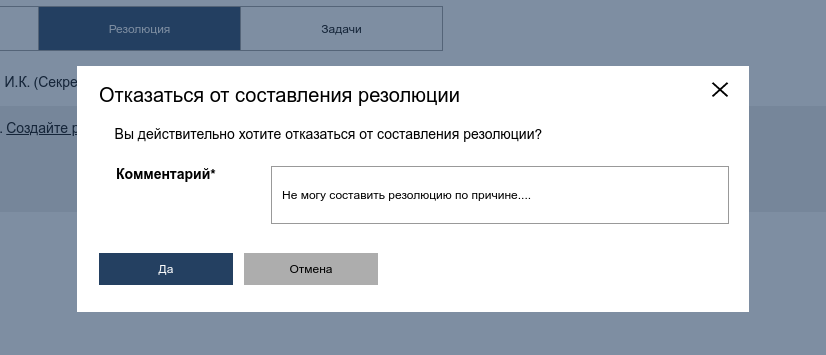 Резолюция
Задачи
И.К. (Секре
Отказаться от составления резолюции
. Создайте р
Вы действительно хотите отказаться от составления резолюции?
Комментарий*
Не могу составить резолюцию по причине....
Да
Отмена